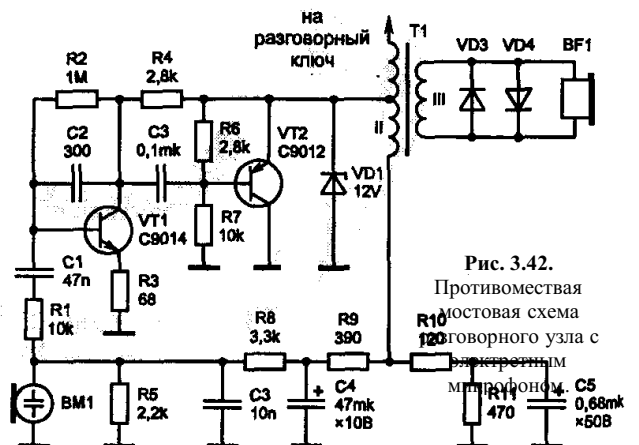 на
разговорный
ключ
T1
VD3
VD4
BF1
R2
1M
R4
2,8k
II
III
C2
300
C3
0,1mk
R6
2,8k
VT2
C9012
VD1
12V
VT1
C9014
R7
10k
C1
47n
R3
68
R1
10k
R8
3,3k
R9
390
R10
120
Рис. 3.42.
Противоместная
мостовая схема
разговорного узла с
электретным
микрофоном.
BM1
R5
2,2k
C3
10n
C4
47mk
×10В
R11
470
C5
0,68mk
×50В